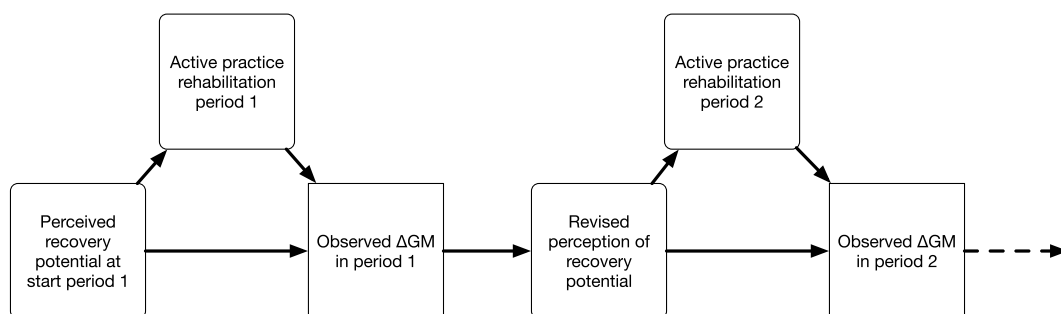 Active practice
rehabilitation
period 1
Active practice
rehabilitation
period 2
Perceived
recovery
potential at
start period 1
Observed ΔGM
in period 1
Revised
perception of
recovery
potential
Observed ΔGM
in period 2